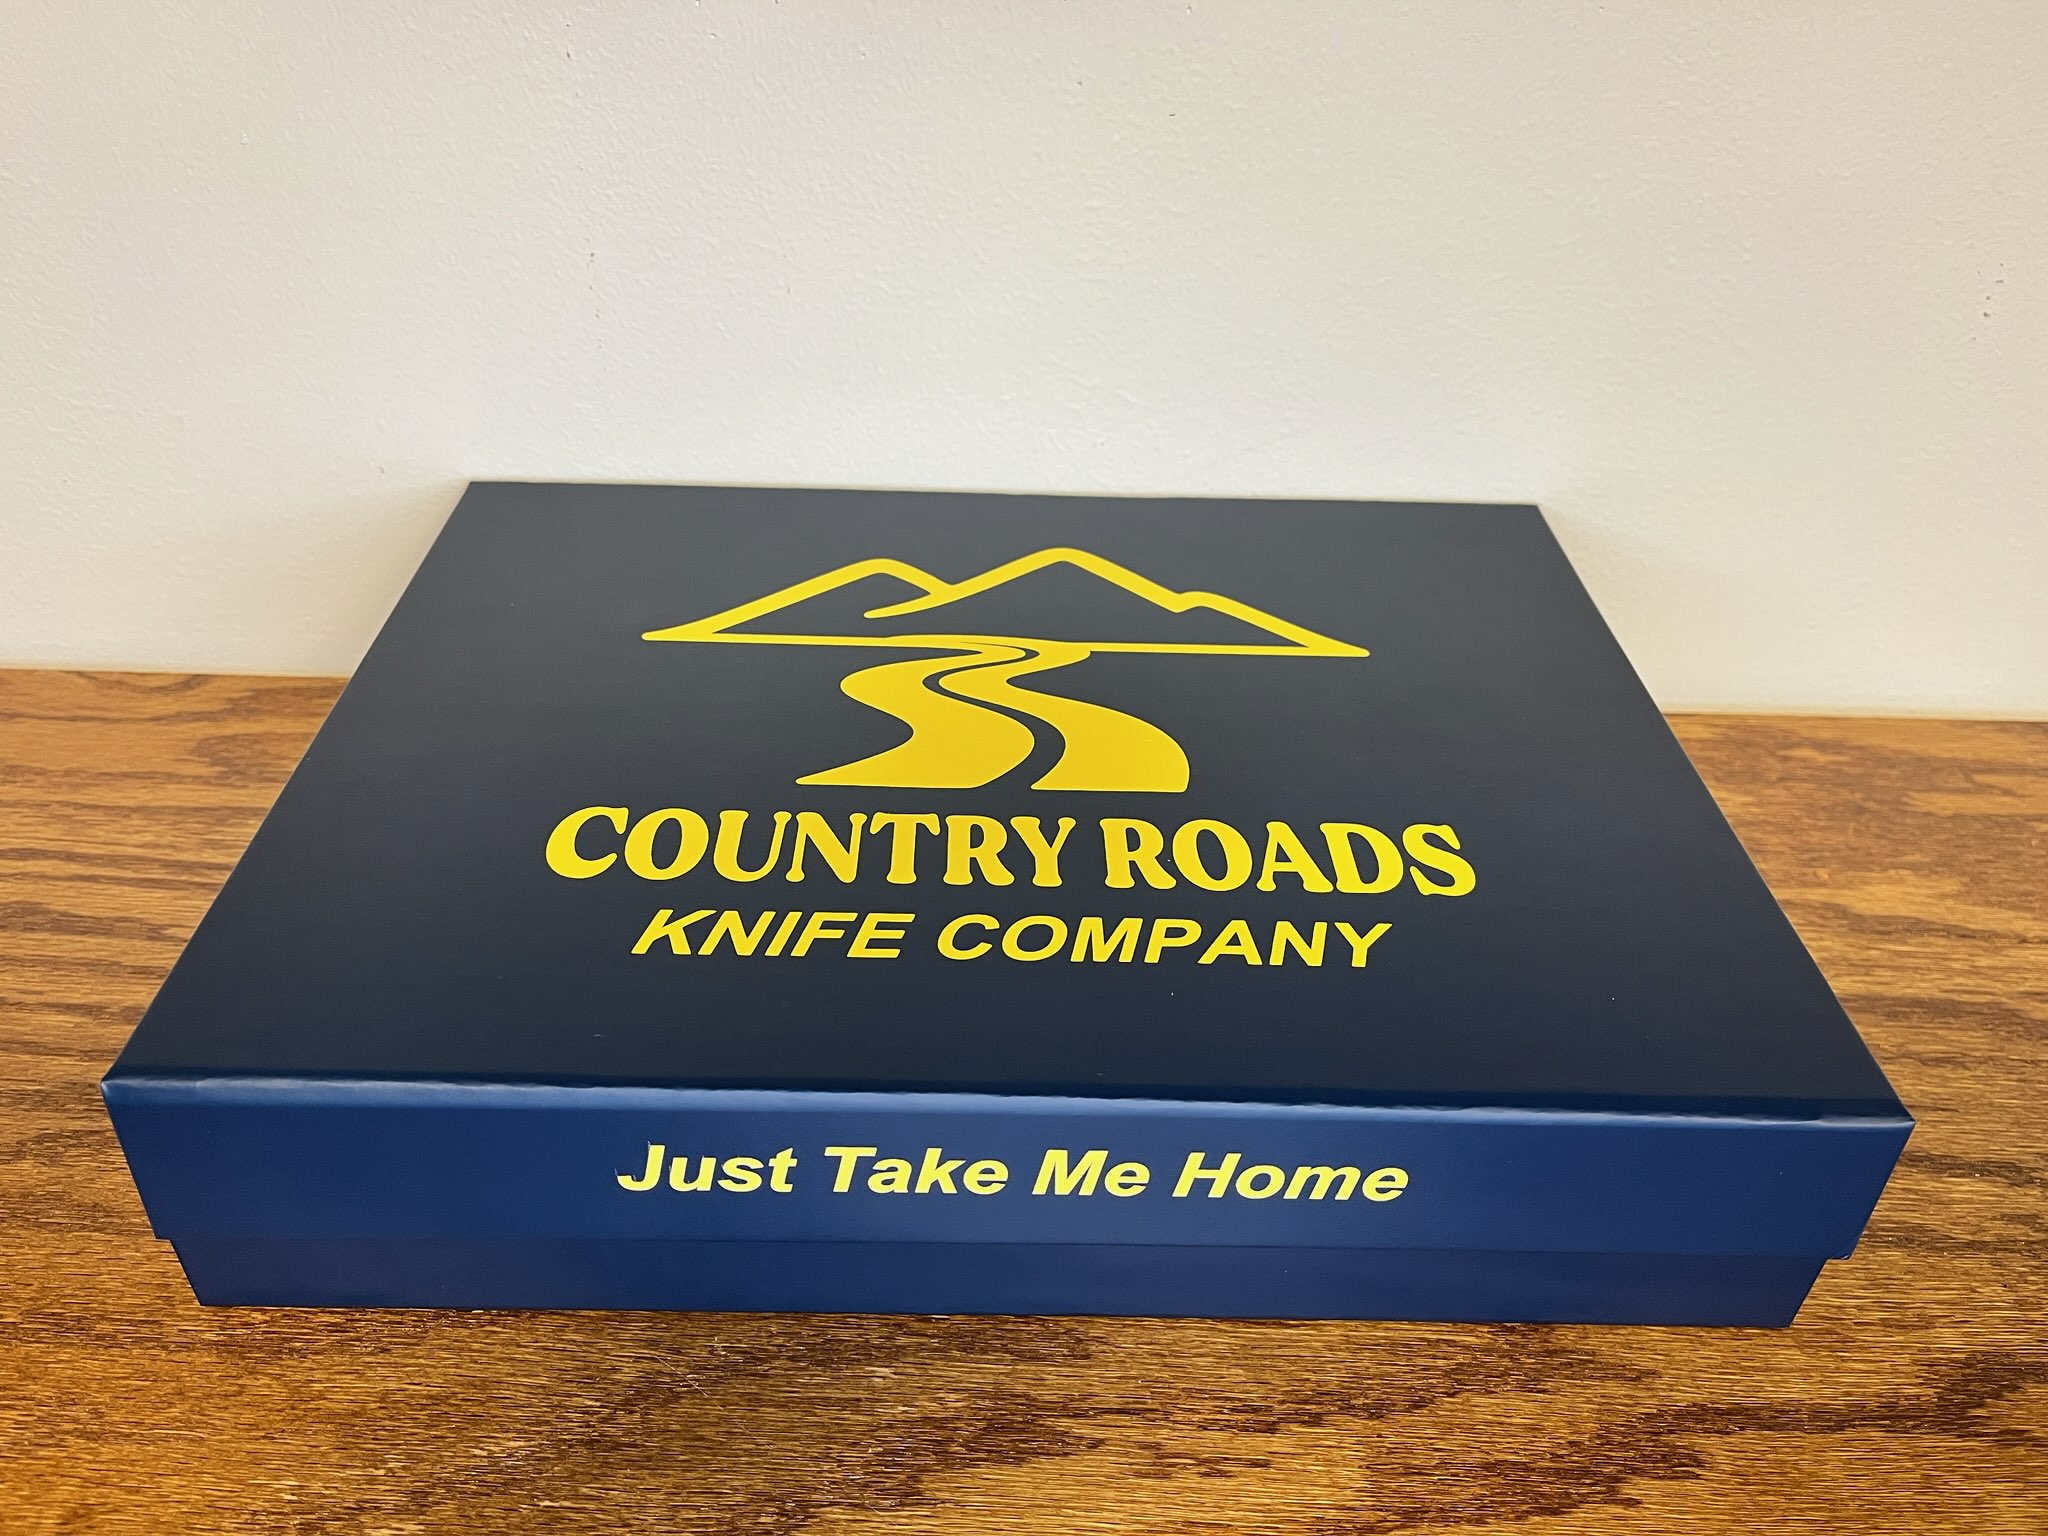 COUNTRY ROADS
KNIFE COMPANY
Just Take Me Home